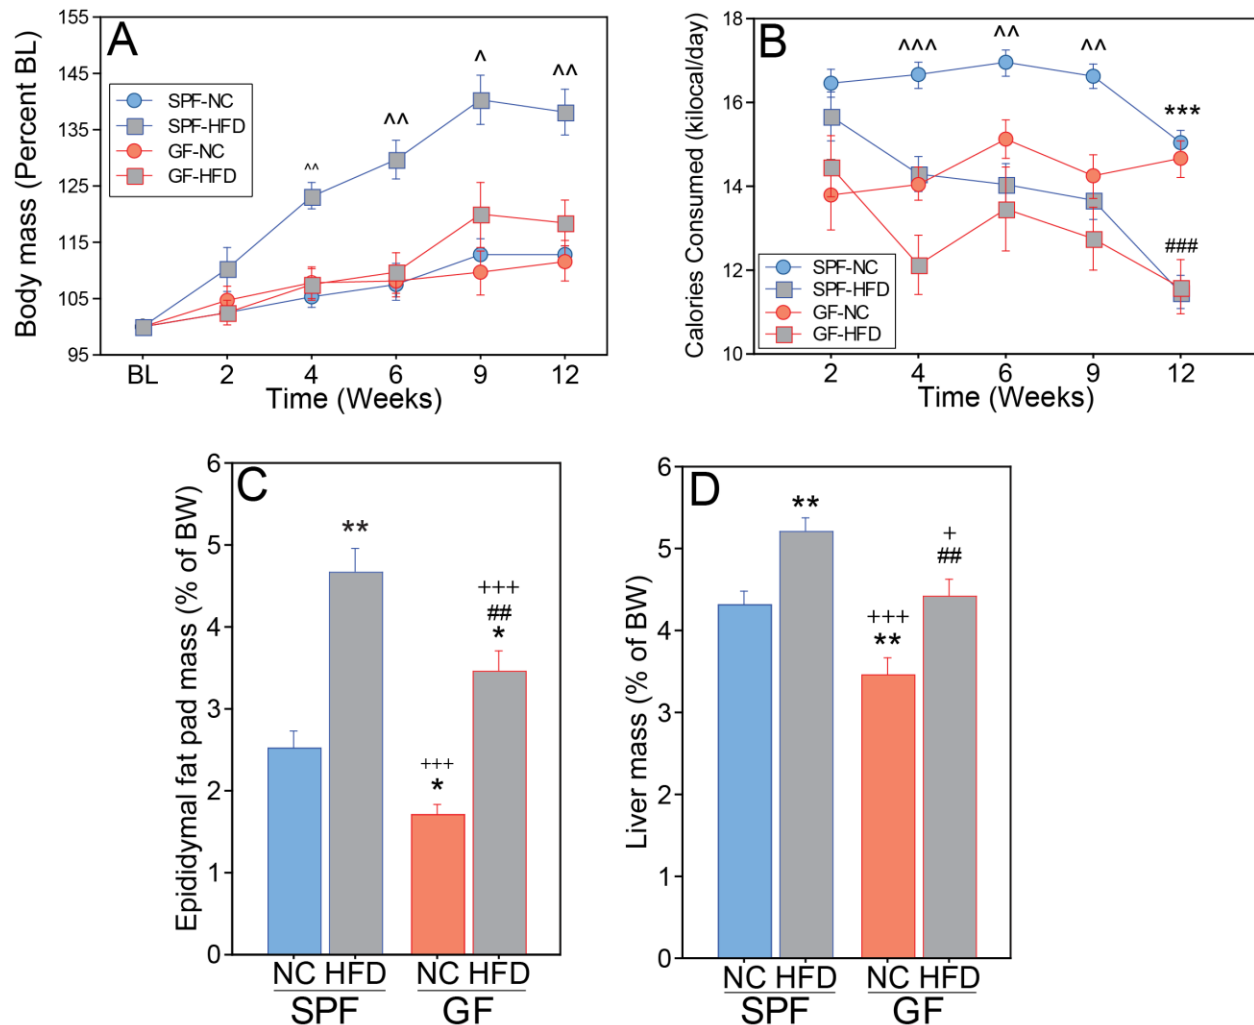 A
Body mass (Percent BL)
155
145
135
125
115
105
95
SPF-NC
SPF-HFD
GF-NC
GF-HFD
^^
^^
^
^^
BL 2 4 6 9 12
Time (Weeks)
B
Calories Consumed (kilocal/day)
18
16
14
12
10
^^^
^^
^^
***
###
SPF-NC
SPF-HFD
GF-NC
GF-HFD
2 4 6 9 12
Time (Weeks)
C
Epididymal fat pad mass (% of BW)
6
5
4
3
2
1
0
**
+++
*
+++
##
*
NC HFD NC HFD
SPF GF
D
Liver mass (% of BW)
6
5
4
3
2
1
0
**
+++
**
+
##
NC HFD NC HFD
SPF GF